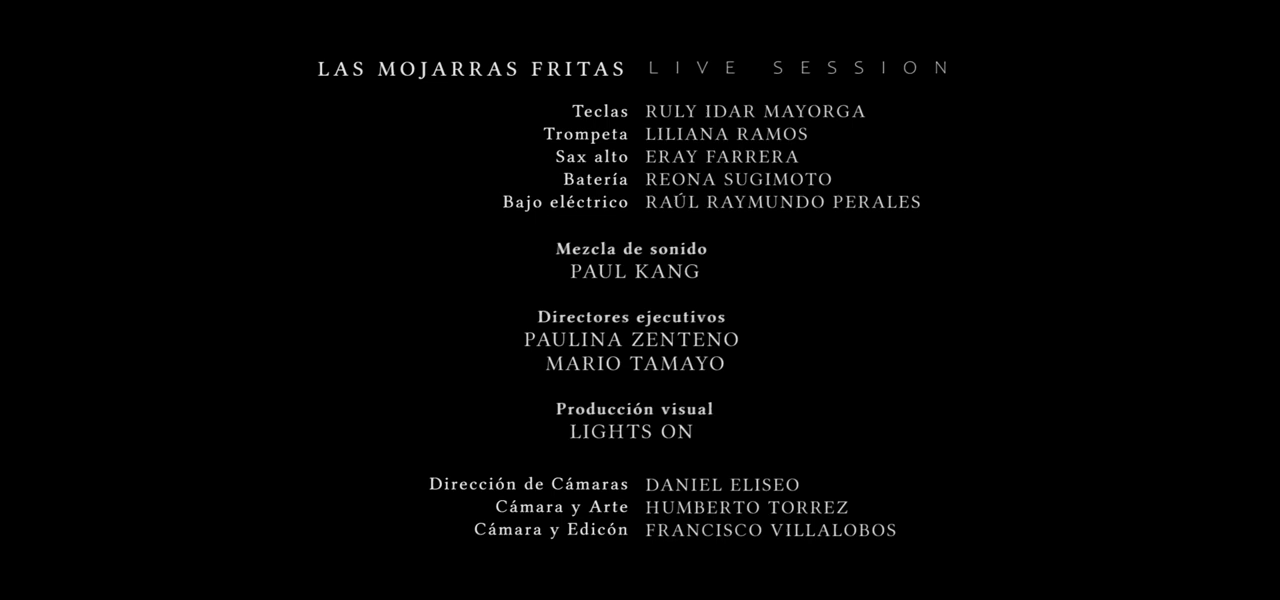 LAS MOJARRAS FRITAS LIVE SESSION
Teclas RULY IDAR MAYORGA
Trompeta LILIANA RAMOS
Sax alto ERAY FARRERA
Batería REONA SUGIMOTO
Bajo eléctrico RAÚL RAYMUNDO PERALES
Mezcla de sonido
PAUL KANG
Directores ejecutivos
PAULINA ZENTENO
MARIO TAMAYO
Producción visual
LIGHTS ON
Dirección de Cámaras DANIEL ELISEO
Cámara y Arte HUMBERTO TORREZ
Cámara y Edicón FRANCISCO VILLALOBOS